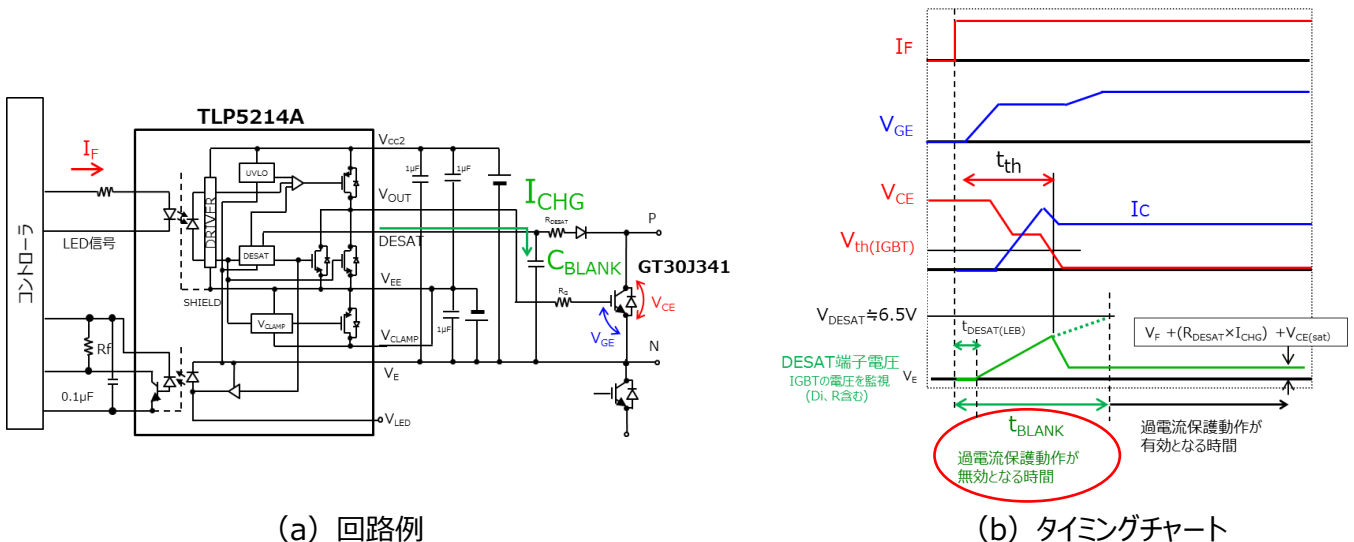 TLP5214A
コントローラ
IF
LED信号
Rf
0.1μF
DRIVER
UVLO
DESAT
SHIELD
VCLAMP
VCC2
VOUT
DESAT
VEE
VCLAMP
VE
VLED
1μF
1μF
1μF
ICHG
RDESAT
CBLANK
RG
P
GT30J341
VCE
VGE
N
(a) 回路例
IF
VGE
tth
VCE
IC
Vth(IGBT)
VDESAT≒6.5V
tDESAT(LEB)
VF +(RDESAT×ICHG) +VCE(sat)
DESAT端子電圧
IGBTの電圧を監視
(Di、R含む)
VE
tBLANK
過電流保護動作が
無効となる時間
過電流保護動作が
有効となる時間
(b) タイミングチャート